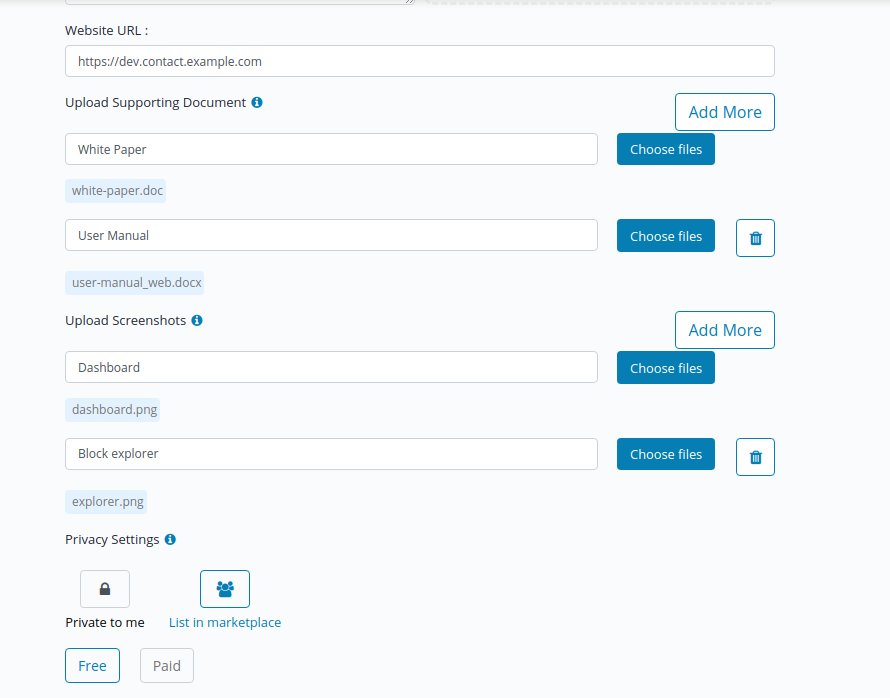 Website URL :
https://dev.contact.example.com
Upload Supporting Document
Add More
White Paper
Choose files
white-paper.doc
User Manual
Choose files
user-manual_web.docx
Upload Screenshots
Add More
Dashboard
Choose files
dashboard.png
Block explorer
Choose files
explorer.png
Privacy Settings
Private to me List in marketplace
Free Paid